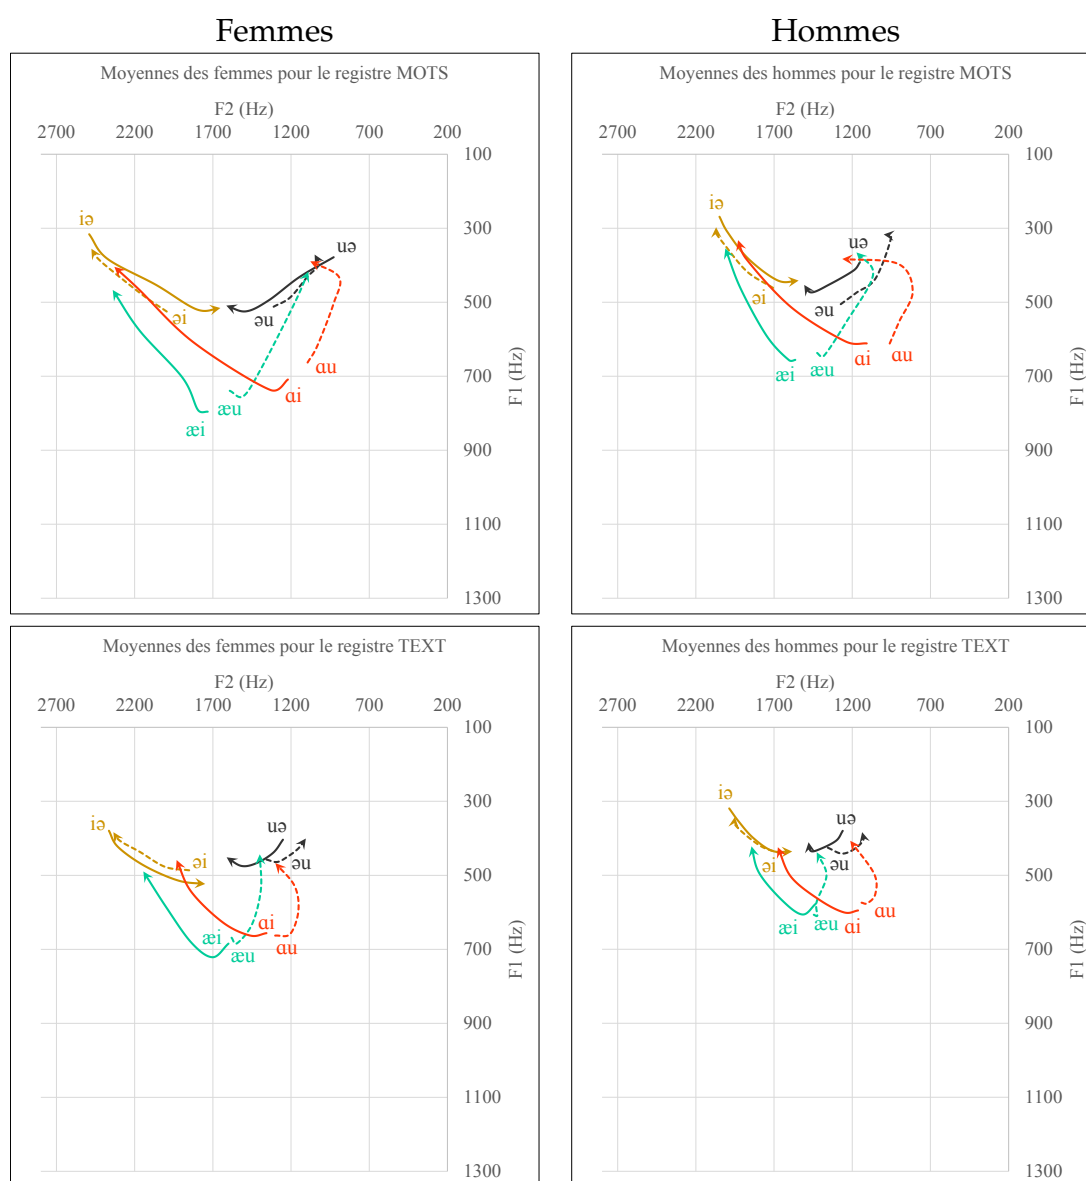 Femmes Hommes
Moyennes des femmes pour le registre MOTS
F2 (Hz)
2700 2200 1700 1200 700 200
100
300
500
700
900
1100
1300
F1 (Hz)
iə
uə
əi
əu
ɑu
ɑi
æu
æi
Moyennes des hommes pour le registre MOTS
F2 (Hz)
2700 2200 1700 1200 700 200
100
300
500
700
900
1100
1300
F1 (Hz)
iə
uə
əi
əu
æi
æu
ɑi
ɑu
Moyennes des femmes pour le registre TEXT
F2 (Hz)
2700 2200 1700 1200 700 200
100
300
500
700
900
1100
1300
F1 (Hz)
iə
uə
əi
əu
æi
ɑi
æu
ɑu
Moyennes des hommes pour le registre TEXT
F2 (Hz)
2700 2200 1700 1200 700 200
100
300
500
700
900
1100
1300
F1 (Hz)
iə
uə
əi
əu
æi
æu
ɑi
ɑu